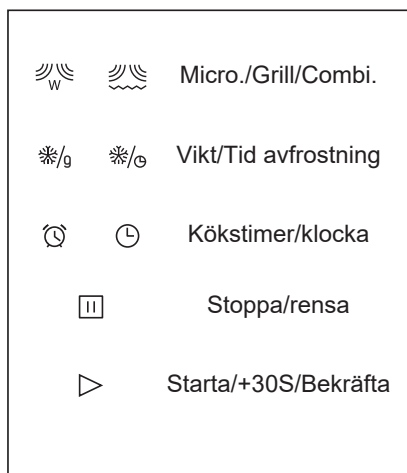 W Micro./Grill/Combi.
/g / Vikt/Tid avfrostning
Kökstimer/klocka
Stoppa/rensa
Starta/+30S/Bekräfta